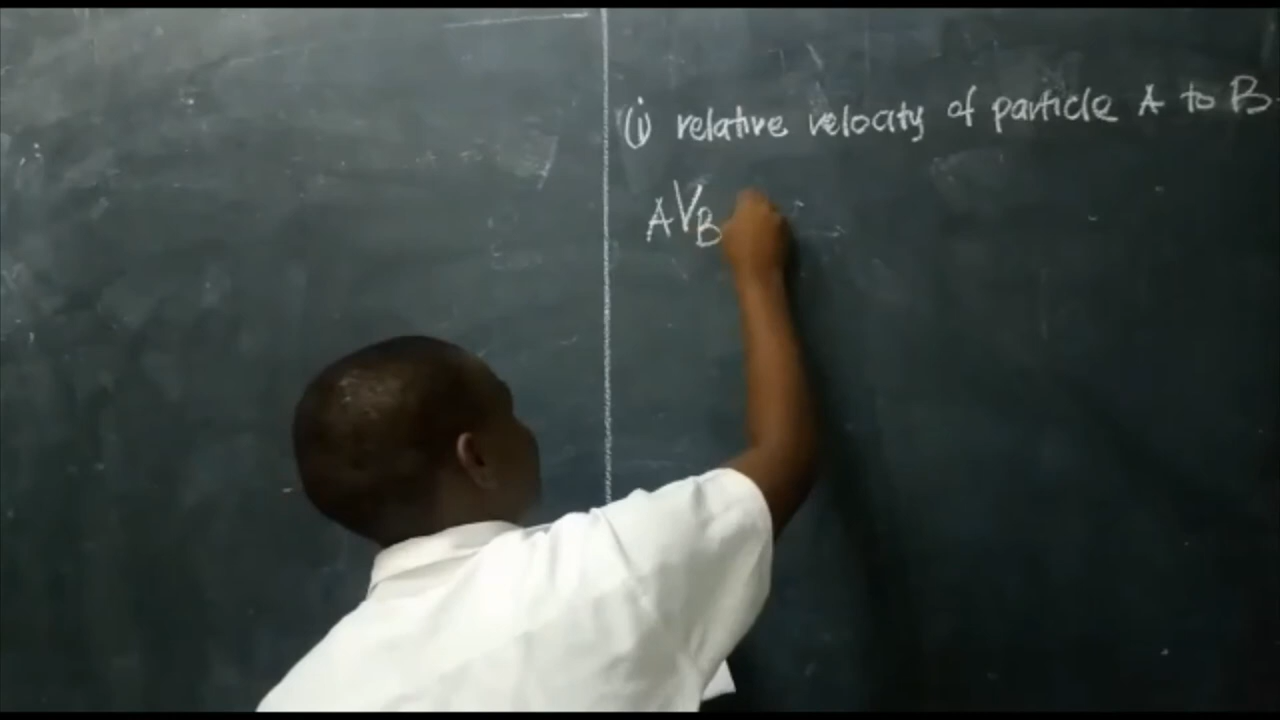 (i) relative velocity of particle A to B.
AVB